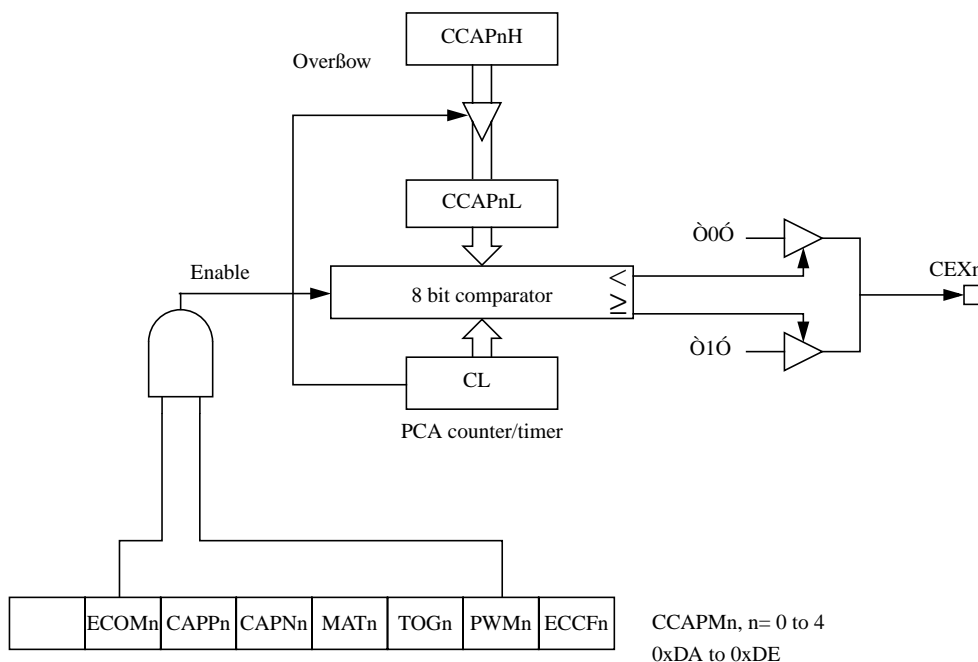 CCAPnH
Overßow
CCAPnL
Ò0Ó
CEXn
Enable
8 bit comparator
<
≥
Ò1Ó
CL
PCA counter/timer
ECOMn CAPPn CAPNn MATn TOGn PWMn ECCFn
CCAPMn, n= 0 to 4
0xDA to 0xDE